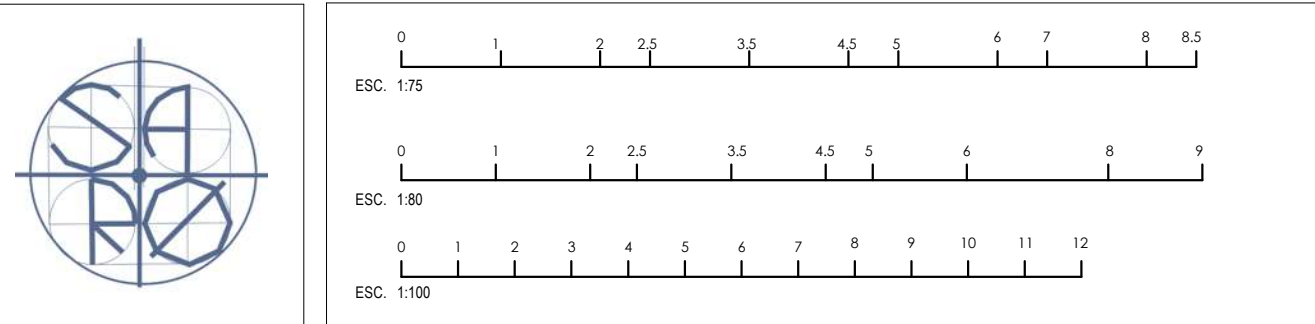 SA
RO
0 1 2 2.5 3.5 4.5 5 6 7 8 8.5
ESC. 1:75
0 1 2 2.5 3.5 4.5 5 6 8 9
ESC. 1:80
0 1 2 3 4 5 6 7 8 9 10 11 12
ESC. 1:100